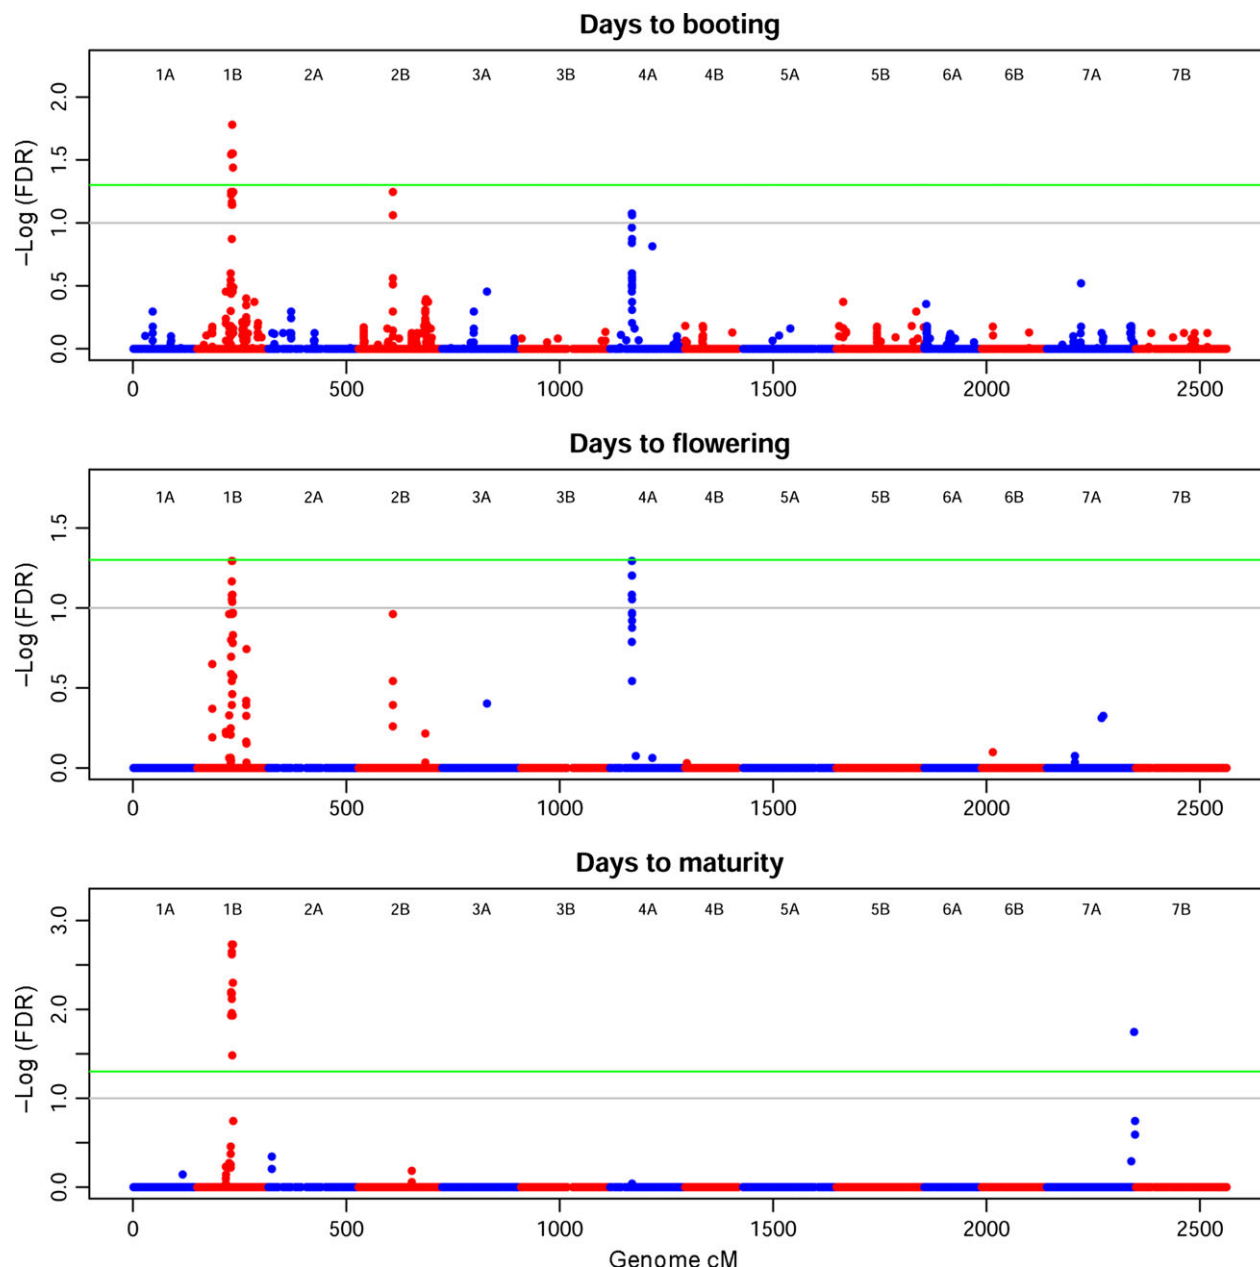 Days to booting
1A 1B 2A 2B 3A 3B 4A 4B 5A 5B 6A 6B 7A 7B
−Log (FDR)
2.0
1.5
1.0
0.5
0.0
0 500 1000 1500 2000 2500
Days to flowering
1A 1B 2A 2B 3A 3B 4A 4B 5A 5B 6A 6B 7A 7B
−Log (FDR)
1.5
1.0
0.5
0.0
0 500 1000 1500 2000 2500
Days to maturity
1A 1B 2A 2B 3A 3B 4A 4B 5A 5B 6A 6B 7A 7B
−Log (FDR)
3.0
2.0
1.0
0.0
0 500 1000 1500 2000 2500
Genome cM